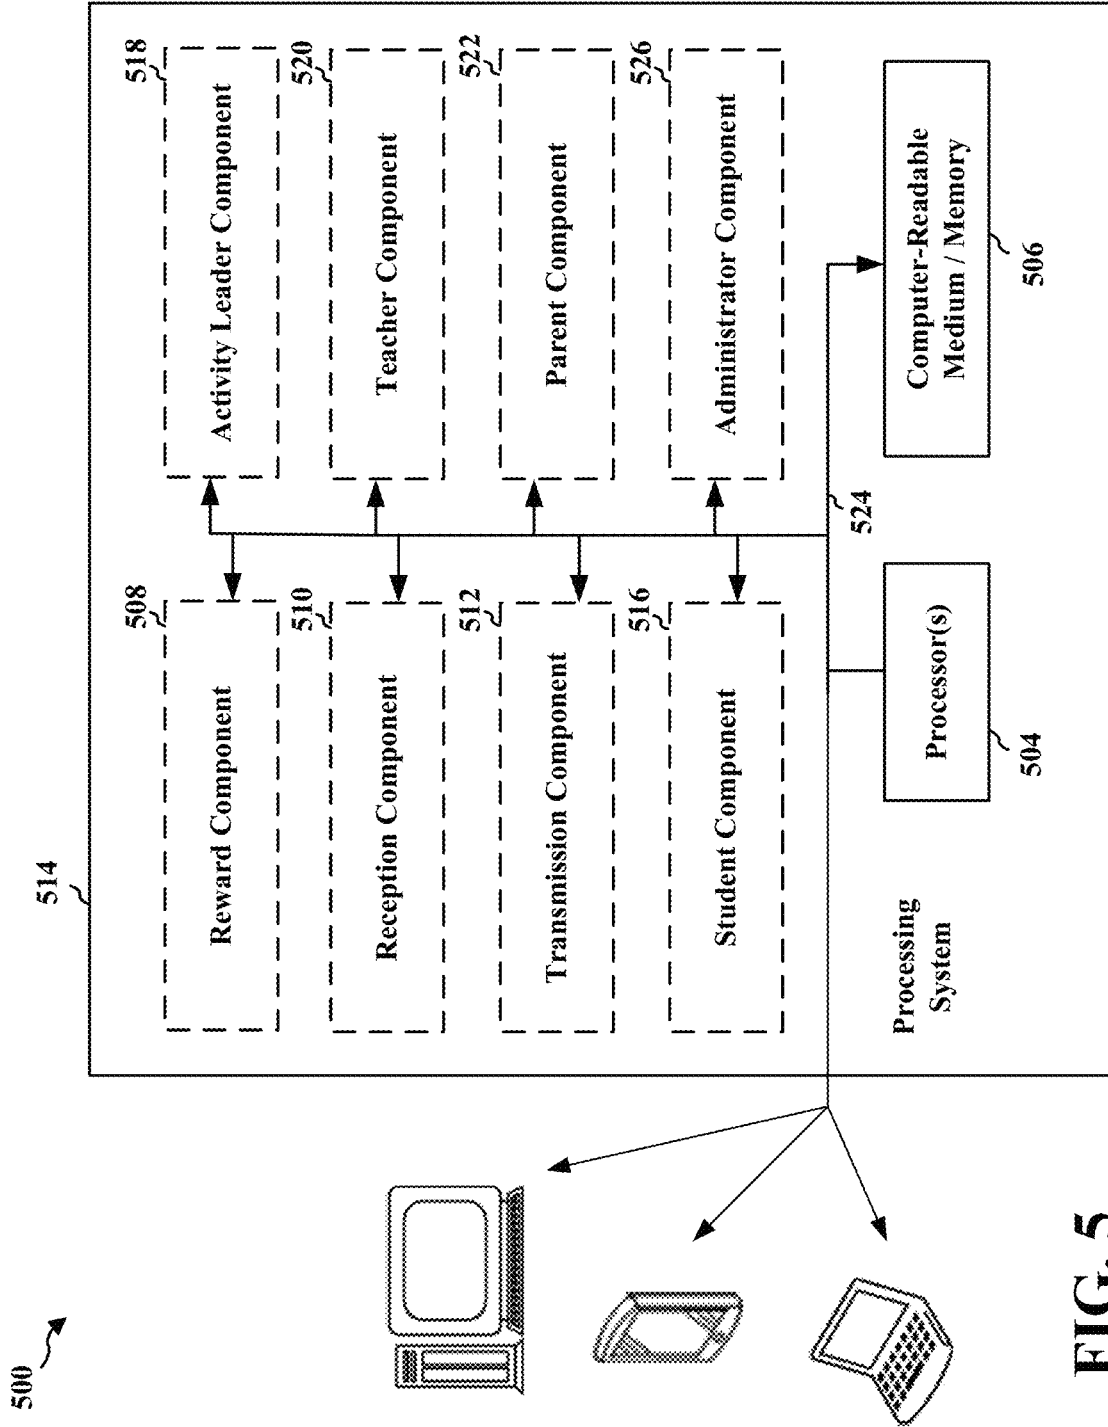 500
514
508
Reward Component
518
Activity Leader Component
510
Reception Component
520
Teacher Component
512
Transmission Component
522
Parent Component
516
Student Component
526
Administrator Component
524
Processing
System
Processor(s)
504
Computer-Readable
Medium / Memory
506
FIG. 5